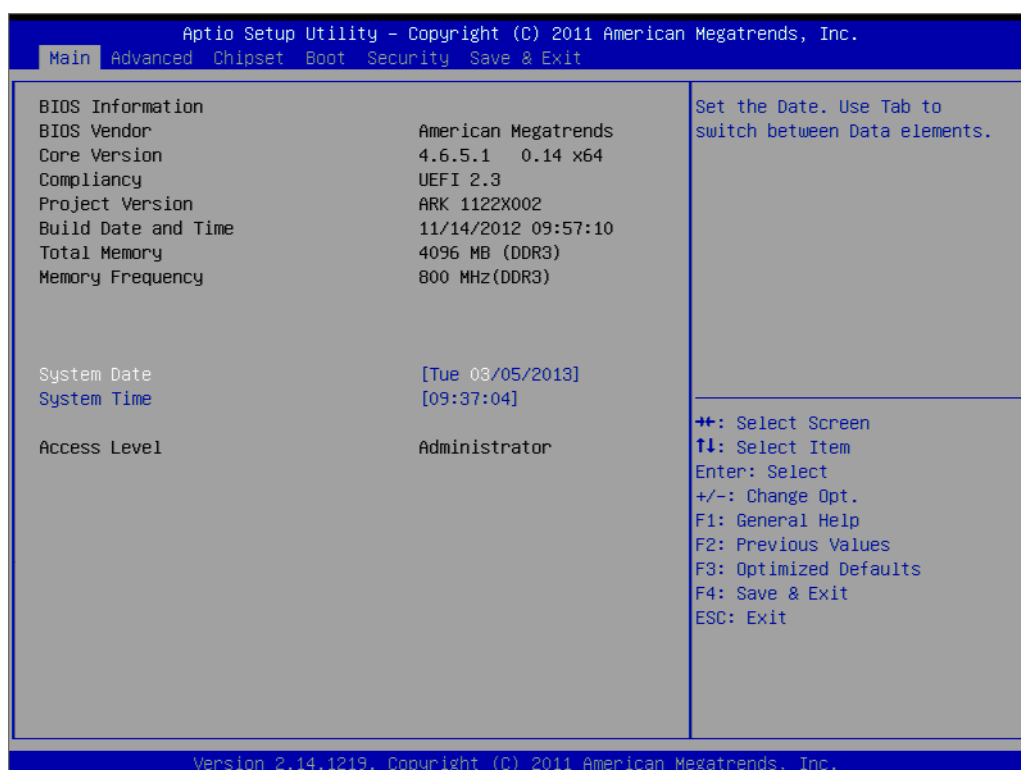 Aptio Setup Utility – Copyright (C) 2011 American Megatrends, Inc.
Main Advanced Chipset Boot Security Save & Exit
BIOS Information
BIOS Vendor American Megatrends
Core Version 4.6.5.1 0.14 x64
Compliancy UEFI 2.3
Project Version ARK 1122X002
Build Date and Time 11/14/2012 09:57:10
Total Memory 4096 MB (DDR3)
Memory Frequency 800 MHz(DDR3)
System Date [Tue 03/05/2013]
System Time [09:37:04]
Access Level Administrator
Set the Date. Use Tab to
switch between Data elements.
→←: Select Screen
↑↓: Select Item
Enter: Select
+/-: Change Opt.
F1: General Help
F2: Previous Values
F3: Optimized Defaults
F4: Save & Exit
ESC: Exit
Version 2.14.1219. Copyright (C) 2011 American Megatrends, Inc.